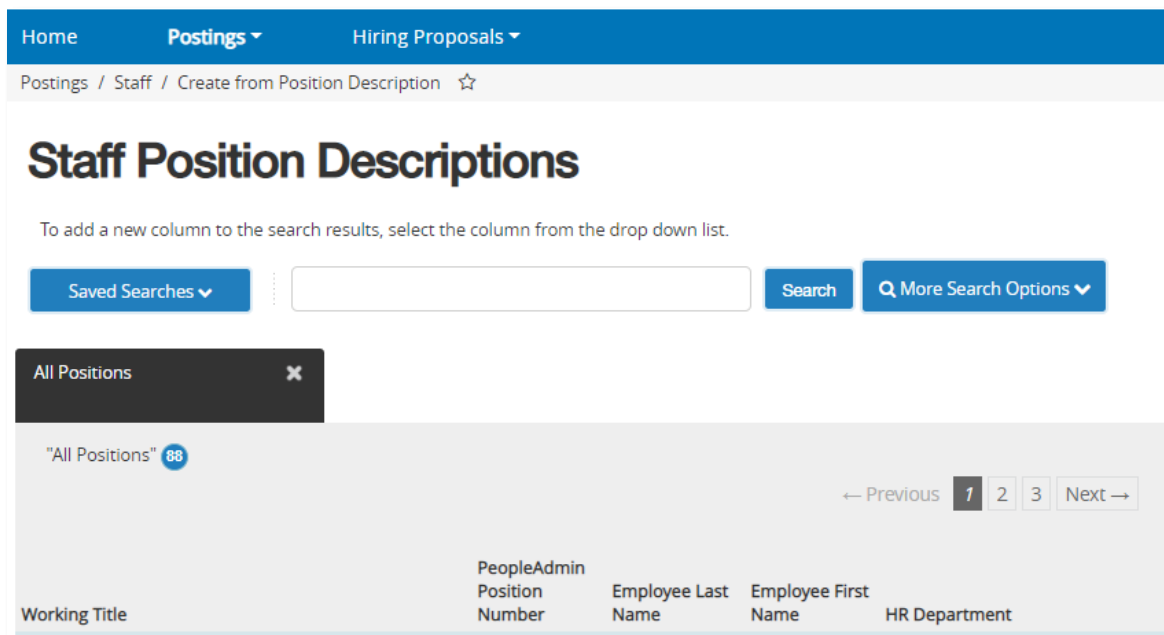 Home Postings Hiring Proposals
Postings / Staff / Create from Position Description
Staff Position Descriptions
To add a new column to the search results, select the column from the drop down list.
Saved Searches Search More Search Options
All Positions
"All Positions" 88
← Previous 1 2 3 Next →
PeopleAdmin
Position Employee Last Employee First
Working Title Number Name Name HR Department